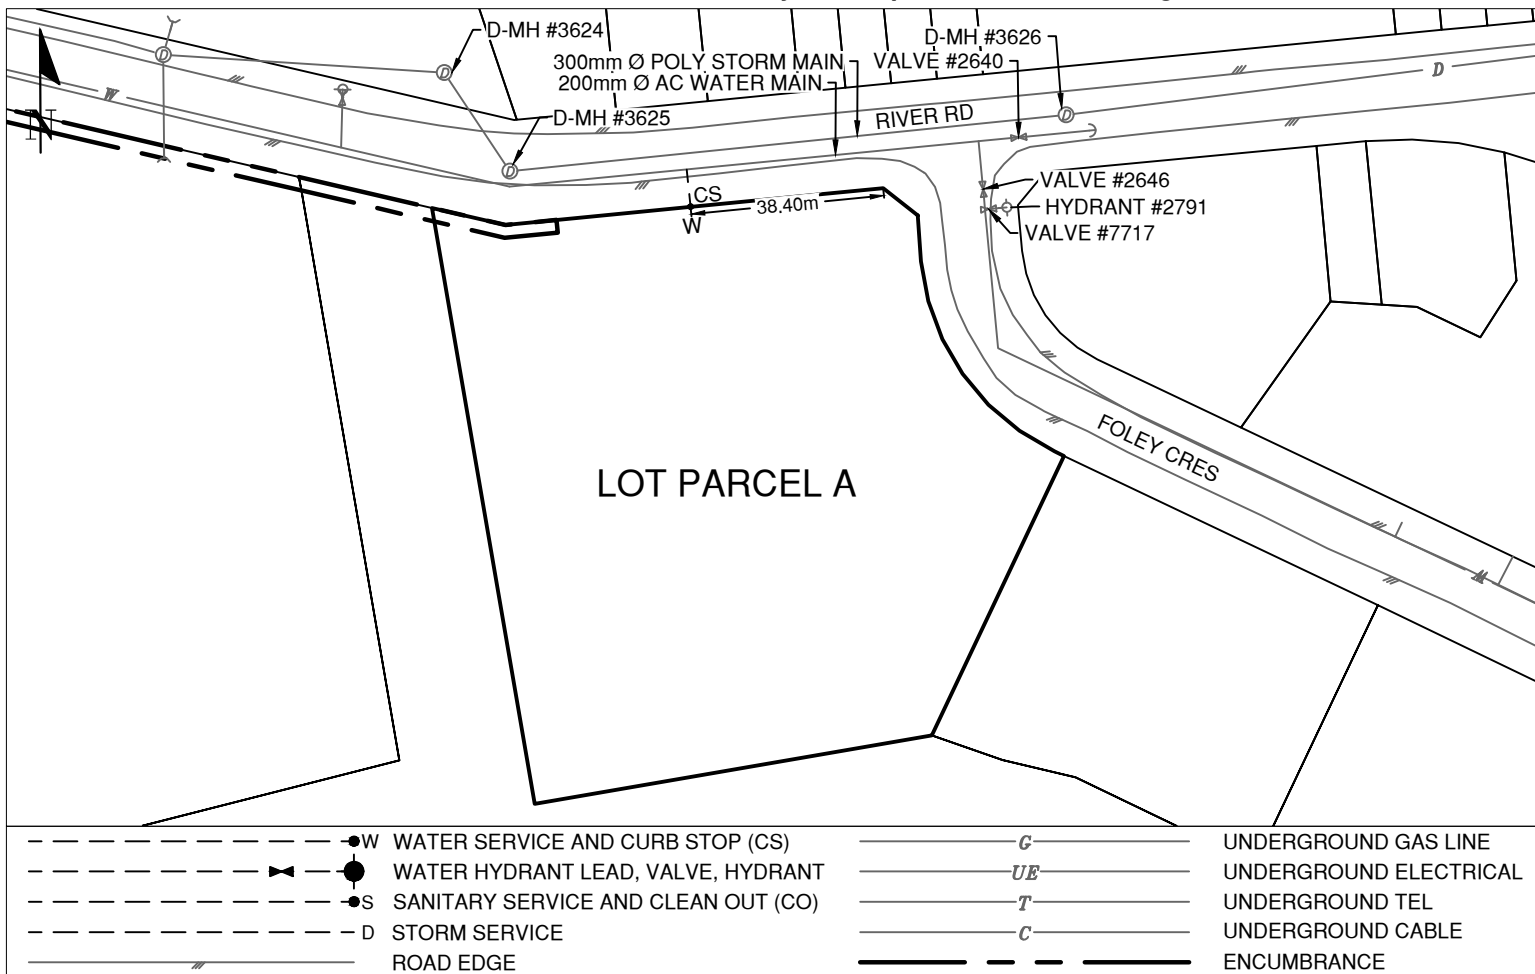 D-MH #3624
D-MH #3626
300mm Ø POLY STORM MAIN
VALVE #2640
200mm Ø AC WATER MAIN
D-MH #3625
RIVER RD
D
D
D
D
D
W
CS
W
38.40m
VALVE #2646
HYDRANT #2791
VALVE #7717
FOLEY CRES
LOT PARCEL A
W WATER SERVICE AND CURB STOP (CS)
WATER HYDRANT LEAD, VALVE, HYDRANT
S SANITARY SERVICE AND CLEAN OUT (CO)
D STORM SERVICE
ROAD EDGE
G UNDERGROUND GAS LINE
UE UNDERGROUND ELECTRICAL
T UNDERGROUND TEL
C UNDERGROUND CABLE
ENCUMBRANCE